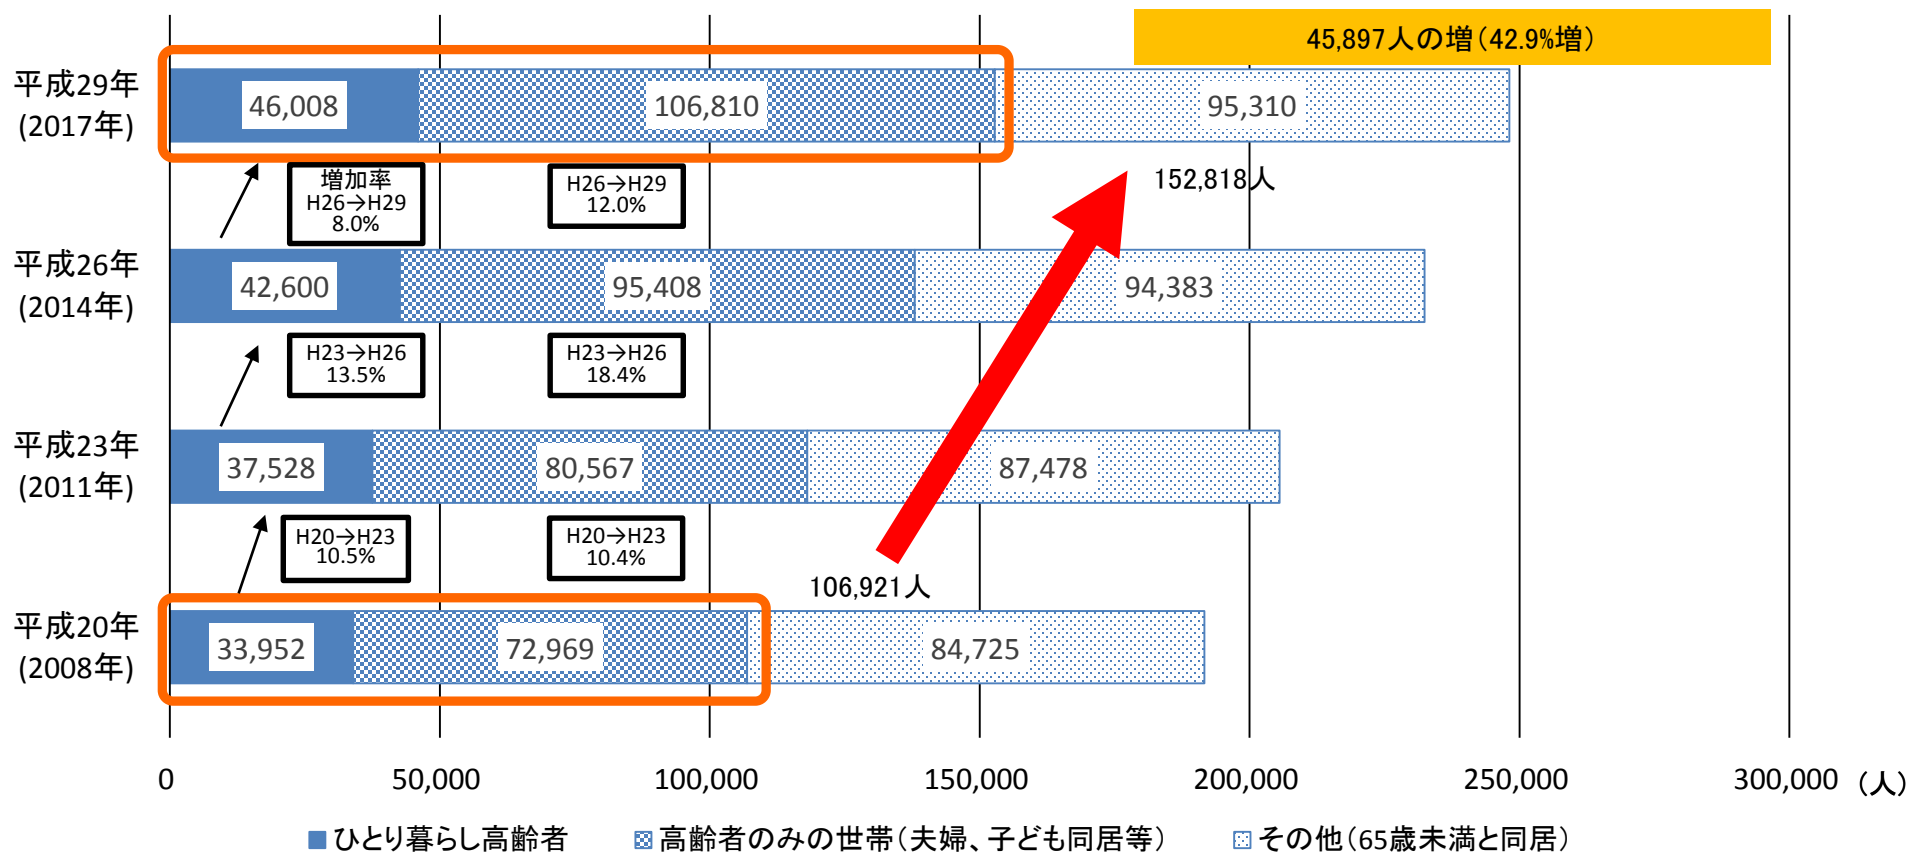 45,897人の増(42.9%増)
平成29年
(2017年)
46,008
106,810
95,310
152,818人
増加率
H26→H29
8.0%
H26→H29
12.0%
平成26年
(2014年)
42,600
95,408
94,383
H23→H26
13.5%
H23→H26
18.4%
平成23年
(2011年)
37,528
80,567
87,478
H20→H23
10.5%
H20→H23
10.4%
106,921人
平成20年
(2008年)
33,952
72,969
84,725
0
50,000
100,000
150,000
200,000
250,000
300,000
(人)
ひとり暮らし高齢者
高齢者のみの世帯(夫婦、子ども同居等)
その他(65歳未満と同居)